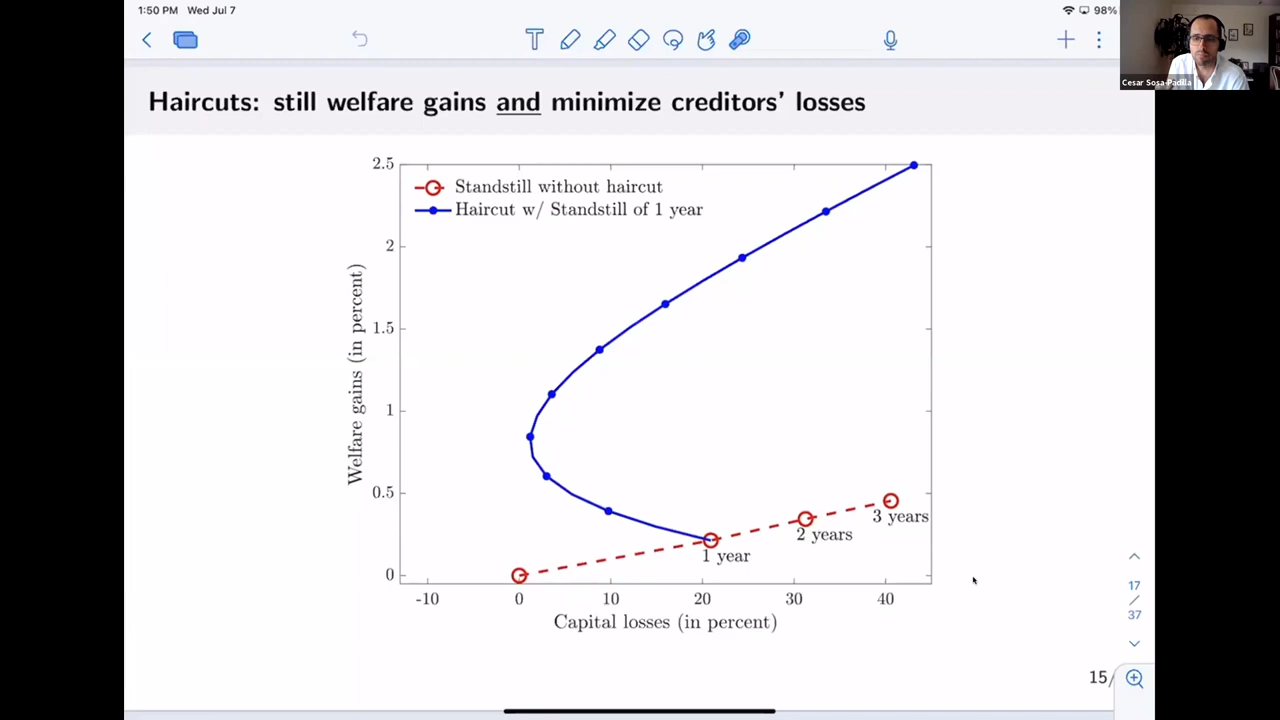 1:50 PM Wed Jul 7
98%
Cesar Sosa-Padilla
Haircuts: still welfare gains and minimize creditors' losses
2.5
Standstill without haircut
Haircut w/ Standstill of 1 year
2
1.5
1
0.5
0
Welfare gains (in percent)
3 years
2 years
1 year
-10 0 10 20 30 40
Capital losses (in percent)
17
/
37
15/